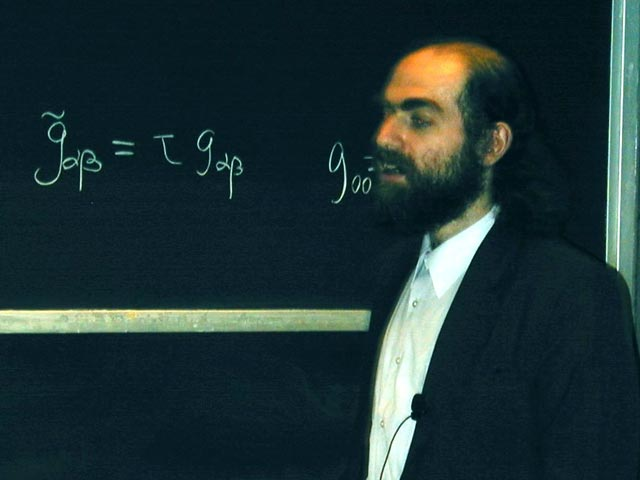 g̃αβ = τ gαβ g00 =